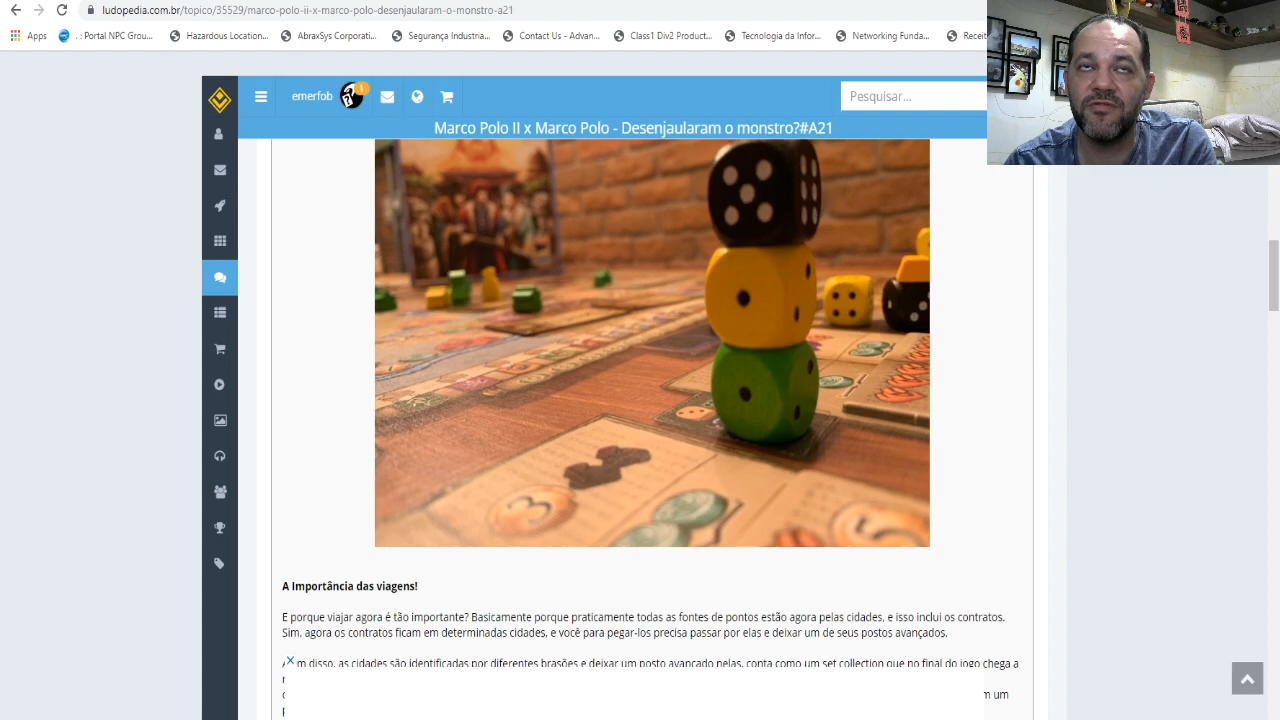 ludopedia.com.br/topico/35529/marco-polo-ii-x-marco-polo-desenjaularam-o-monstro-a21
Apps
. : Portal NPC Grou...
Hazardous Location...
AbraxSys Corporati...
Segurança Industria...
Contact Us - Advan...
Class1 Div2 Product...
Tecnologia da Infor...
Networking Funda...
Receit
emerfob
1
Pesquisar...
Marco Polo II x Marco Polo - Desenjaularam o monstro?#A21
3
5
A Importância das viagens!
E porque viajar agora é tão importante? Basicamente porque praticamente todas as fontes de pontos estão agora pelas cidades, e isso inclui os contratos.
Sim, agora os contratos ficam em determinadas cidades, e você para pegar-los precisa passar por elas e deixar um de seus postos avançados.
m disso, as cidades são identificadas por diferentes brasões e deixar um posto avançado nelas, conta como um set collection que no final do jogo chega a
m um